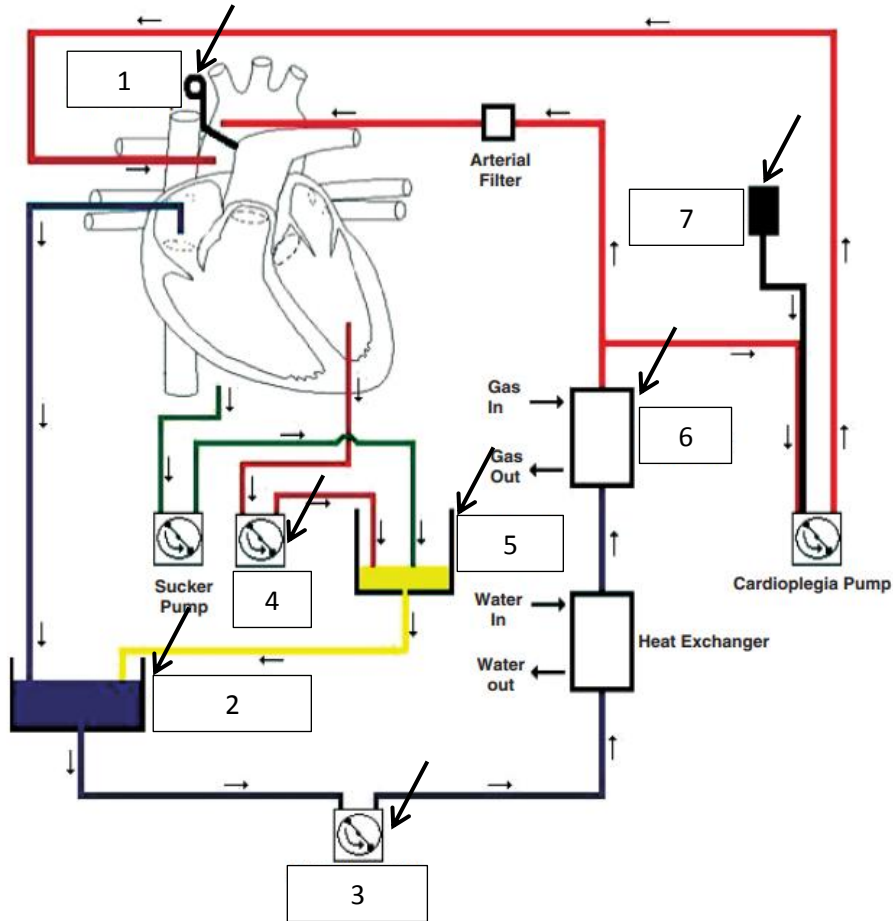 1
Arterial
Filter
7
Gas
In
6
Gas
Out
5
Sucker
Pump
4
Cardioplegia Pump
Water
In
Heat Exchanger
Water
out
2
3